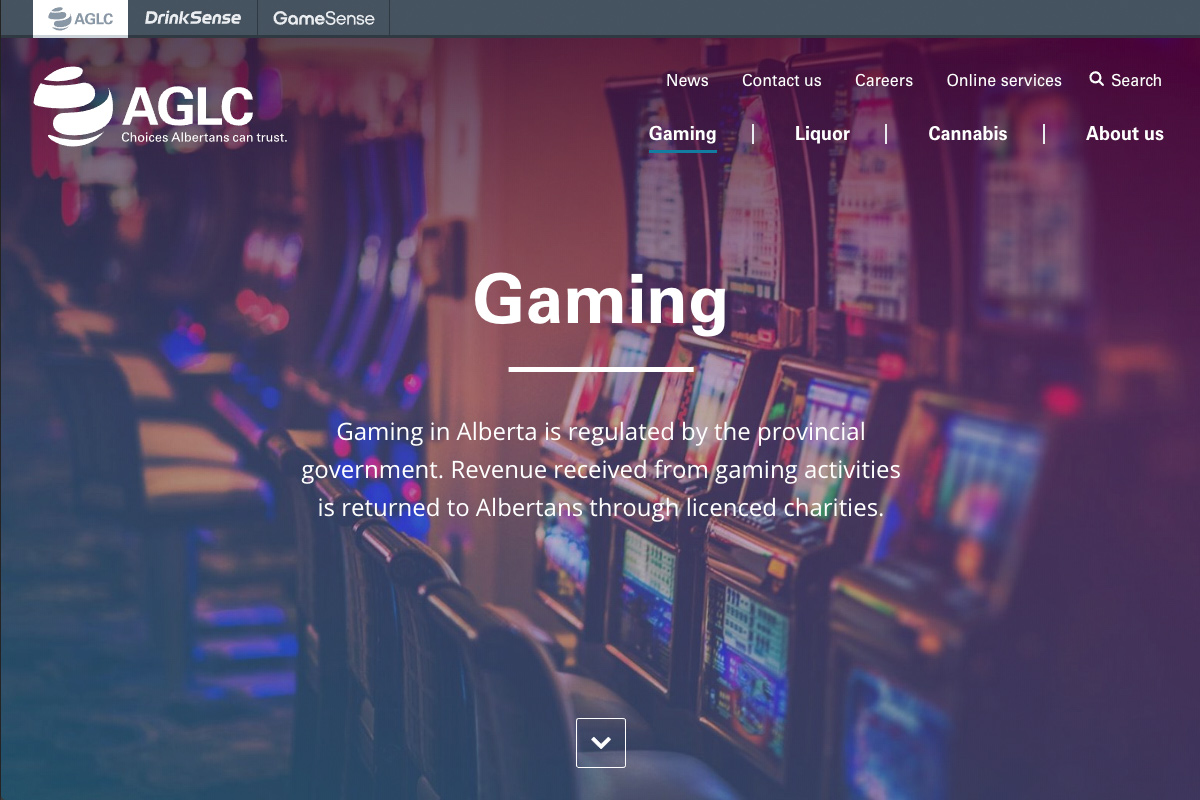 AGLC DrinkSense GameSense
News Contact us Careers Online services Search
AGLC
Choices Albertans can trust.
Gaming | Liquor | Cannabis | About us
Gaming
Gaming in Alberta is regulated by the provincial
government. Revenue received from gaming activities
is returned to Albertans through licenced charities.